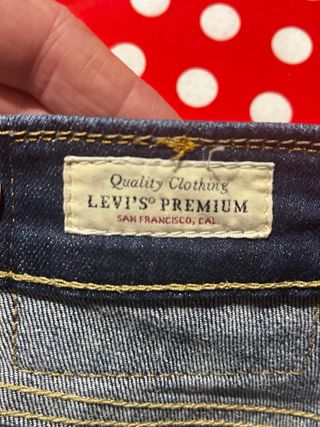 Quality Clothing
LEVI'S® PREMIUM
SAN FRANCISCO, CAL.